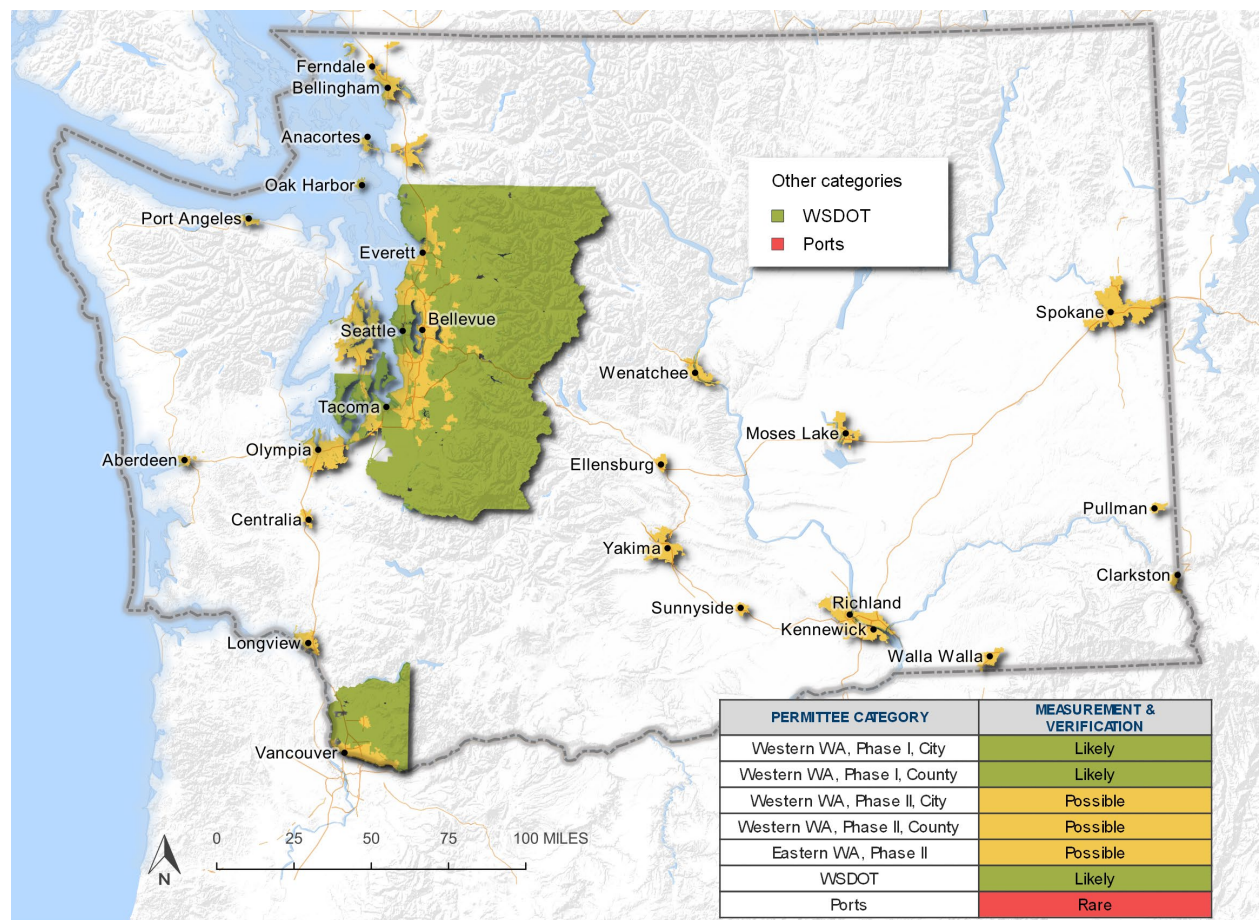 Ferndale
Bellingham
Anacortes
Oak Harbor
Port Angeles
Everett
Seattle
Bellevue
Tacoma
Olympia
Aberdeen
Centralia
Longview
Vancouver
Other categories
WSDOT
Ports
Spokane
Wenatchee
Moses Lake
Ellensburg
Pullman
Yakima
Clarkston
Sunnyside
Richland
Kennewick
Walla Walla
PERMITTEE CATEGORY MEASUREMENT &
VERIFICATION
Western WA, Phase I, City Likely
Western WA, Phase I, County Likely
Western WA, Phase II, City Possible
Western WA, Phase II, County Possible
Eastern WA, Phase II Possible
WSDOT Likely
Ports Rare
0 25 50 75 100 MILES
N